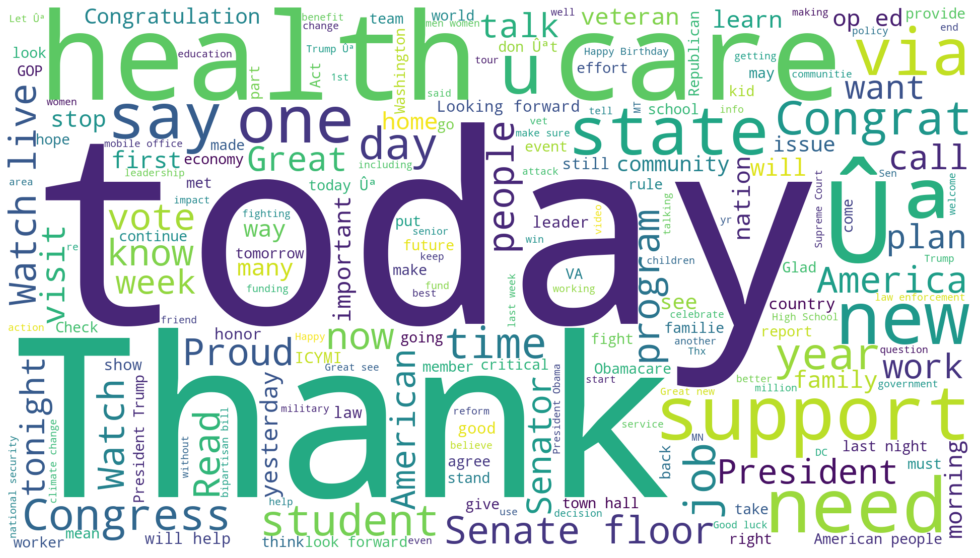 Let Ûª Congratulation benefit change team men women world talk veteran learn making op ed provide via
look education Trump Ûª don Ûªt Happy Birthday well policy end
GOP health care u effort Republican may getting communitie want
women part Act 1st Washington tour said kid
Watch live stop say one home go Looking forward tell MT school info state issue Congrat
hope mobile office made day people vet make sure event still community will call
first economy Great attack rule nation
area leadership met including today Ûª leader Supreme Court come Sen welcome
today Ûª a
visit vote impact fighting way important put senior future keep win video talking yr plan
know continue tomorrow many make VA children program Glad Trump America
week funding fund best working see country law enforcement
re friend last week celebrate High School new
action Check honor now going time familie another Thx report
Proud Happy ICYMI member critical fight Obamacare year question work
Otonight
Watch show Great see American Senator start better million family government
Thank support
Read yesterday military law reform good President Obama service Great new
national security climate change President Trump bipartisan bill without believe agree stand back MN job DC last night morning
President must
Congress help give use town hall decision take need
worker mean will help student think look forward even Senate floor Good luck right American people